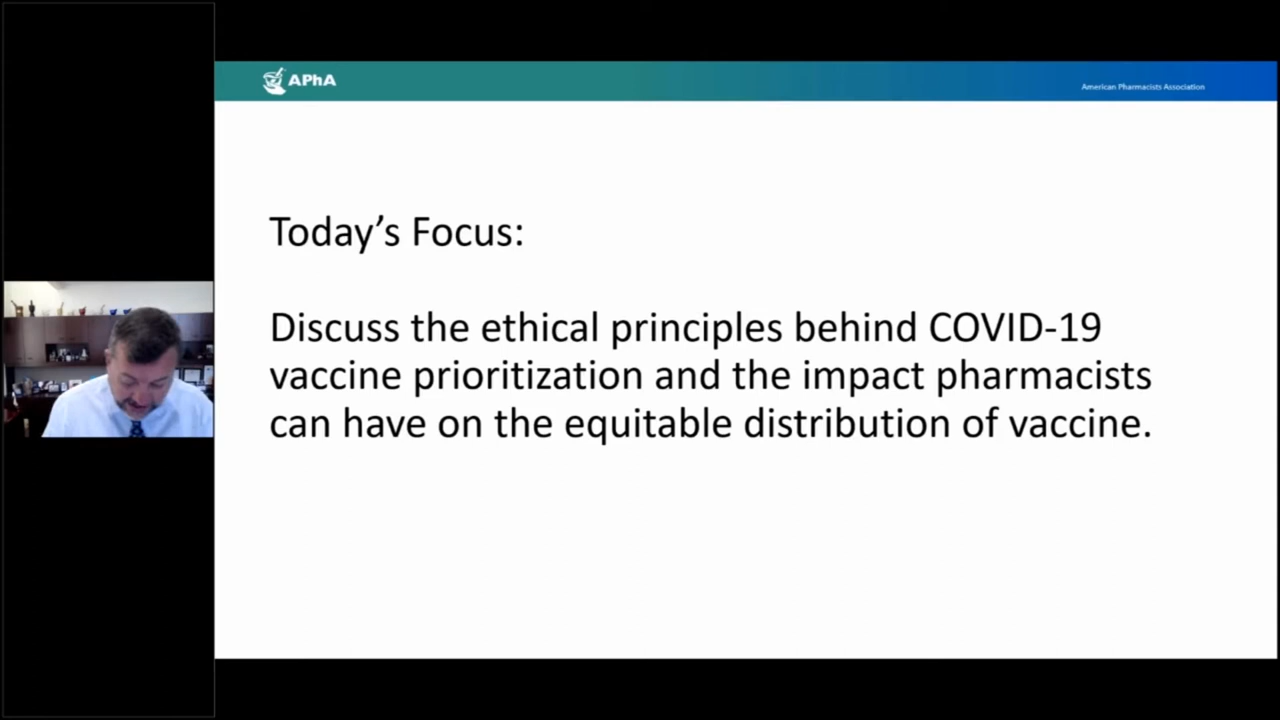 APhA
American Pharmacists Association
Today’s Focus:
Discuss the ethical principles behind COVID-19
vaccine prioritization and the impact pharmacists
can have on the equitable distribution of vaccine.